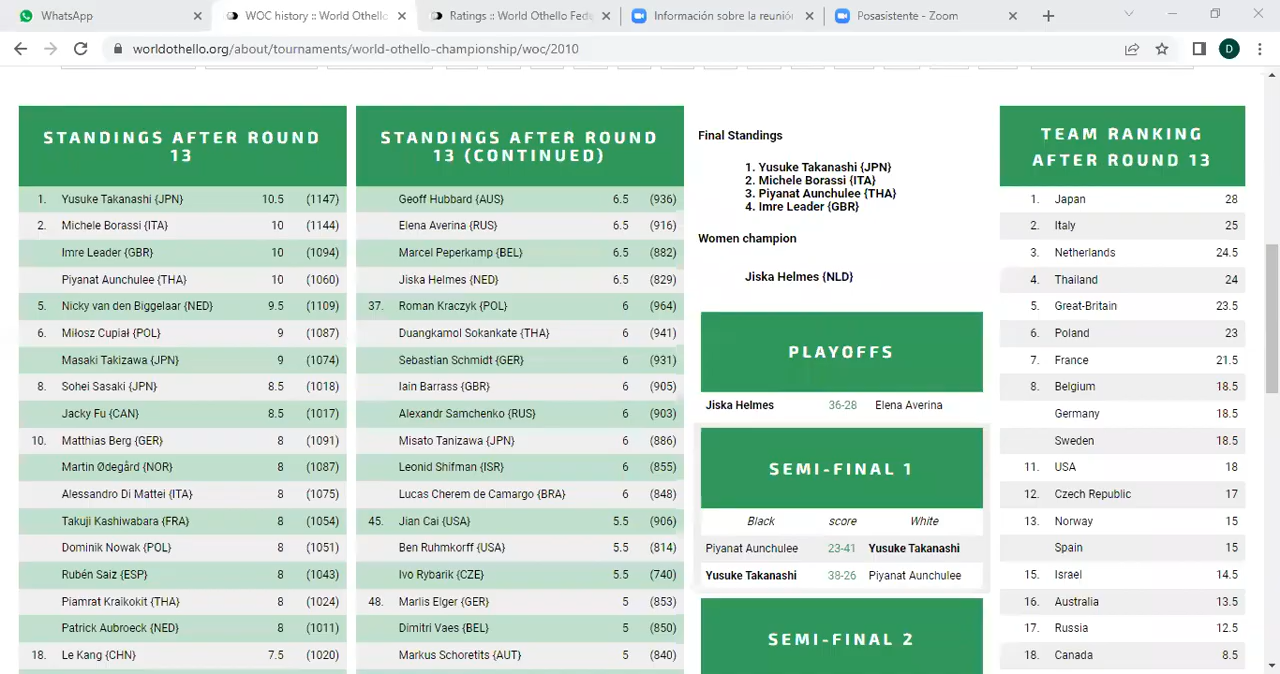 WhatsApp
WOC history :: World Othello
Ratings :: World Othello Fede
Información sobre la reunión
Posasistente - Zoom
worldothello.org/about/tournaments/world-othello-championship/woc/2010
D
STANDINGS AFTER ROUND
13
1. Yusuke Takanashi {JPN} 10.5 (1147)
2. Michele Borassi {ITA} 10 (1144)
Imre Leader {GBR} 10 (1094)
Piyanat Aunchulee {THA} 10 (1060)
5. Nicky van den Biggelaar {NED} 9.5 (1109)
6. Miłosz Cupiał {POL} 9 (1087)
Masaki Takizawa {JPN} 9 (1074)
8. Sohei Sasaki {JPN} 8.5 (1018)
Jacky Fu {CAN} 8.5 (1017)
10. Matthias Berg {GER} 8 (1091)
Martin Ødegård {NOR} 8 (1087)
Alessandro Di Mattei {ITA} 8 (1075)
Takuji Kashiwabara {FRA} 8 (1054)
Dominik Nowak {POL} 8 (1051)
Rubén Saiz {ESP} 8 (1043)
Piamrat Kraikokit {THA} 8 (1024)
Patrick Aubroeck {NED} 8 (1011)
18. Le Kang {CHN} 7.5 (1020)
STANDINGS AFTER ROUND
13 (CONTINUED)
Geoff Hubbard {AUS} 6.5 (936)
Elena Averina {RUS} 6.5 (916)
Marcel Peperkamp {BEL} 6.5 (882)
Jiska Helmes {NED} 6.5 (829)
37. Roman Kraczyk {POL} 6 (964)
Duangkamol Sokankate {THA} 6 (941)
Sebastian Schmidt {GER} 6 (931)
Iain Barrass {GBR} 6 (905)
Alexandr Samchenko {RUS} 6 (903)
Misato Tanizawa {JPN} 6 (886)
Leonid Shifman {ISR} 6 (855)
Lucas Cherem de Camargo {BRA} 6 (848)
45. Jian Cai {USA} 5.5 (906)
Ben Ruhmkorff {USA} 5.5 (814)
Ivo Rybarik {CZE} 5.5 (740)
48. Marlis Elger {GER} 5 (853)
Dimitri Vaes {BEL} 5 (850)
Markus Schoretits {AUT} 5 (840)
Final Standings
1. Yusuke Takanashi {JPN}
2. Michele Borassi {ITA}
3. Piyanat Aunchulee {THA}
4. Imre Leader {GBR}
Women champion
Jiska Helmes {NLD}
PLAYOFFS
Jiska Helmes 36-28 Elena Averina
SEMI-FINAL 1
Black score White
Piyanat Aunchulee 23-41 Yusuke Takanashi
Yusuke Takanashi 38-26 Piyanat Aunchulee
SEMI-FINAL 2
TEAM RANKING
AFTER ROUND 13
1. Japan 28
2. Italy 25
3. Netherlands 24.5
4. Thailand 24
5. Great-Britain 23.5
6. Poland 23
7. France 21.5
8. Belgium 18.5
Germany 18.5
Sweden 18.5
11. USA 18
12. Czech Republic 17
13. Norway 15
Spain 15
15. Israel 14.5
16. Australia 13.5
17. Russia 12.5
18. Canada 8.5